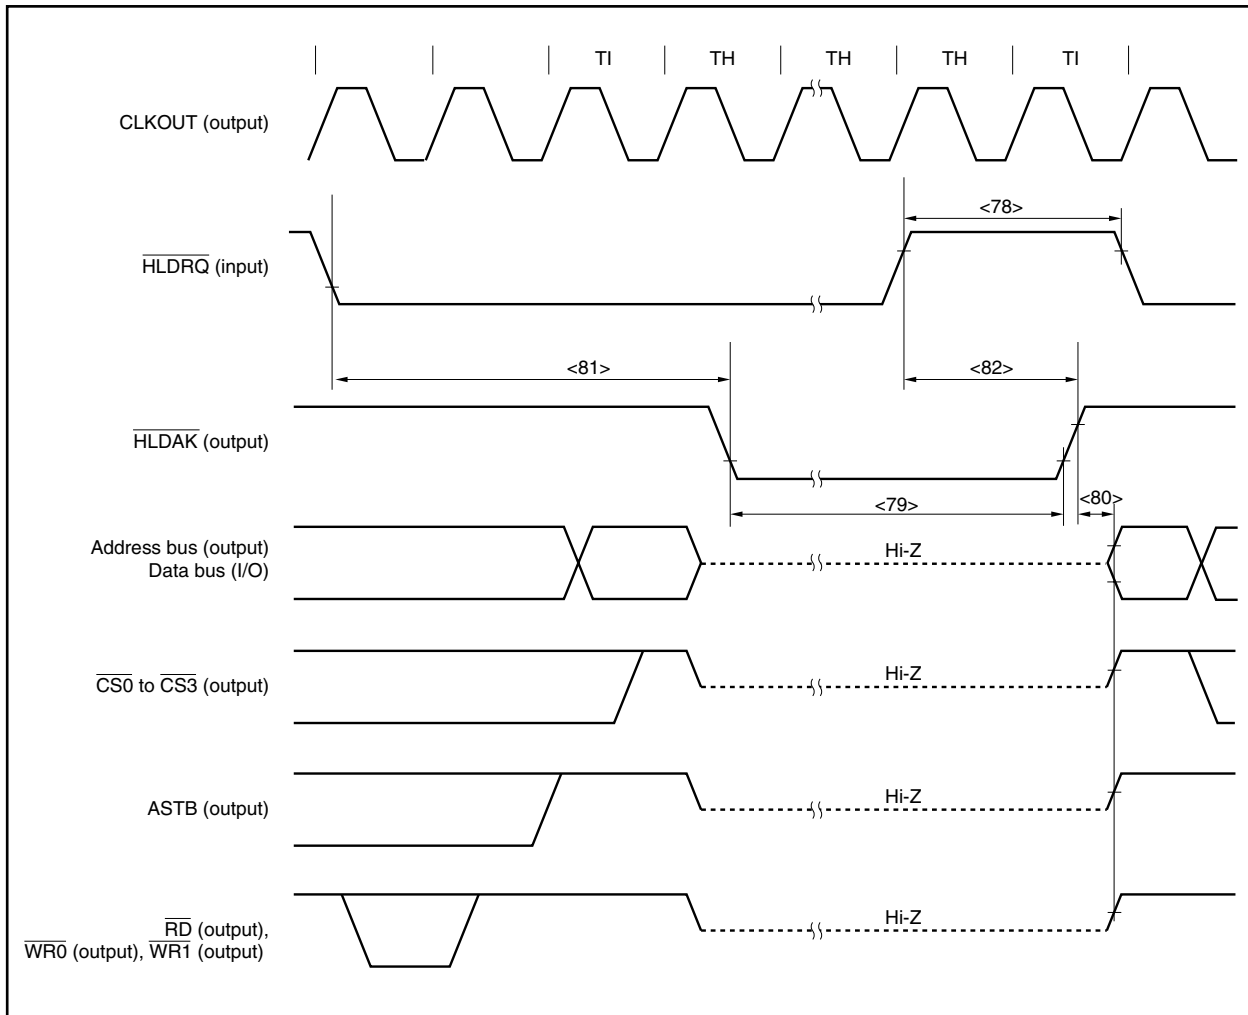 TI TH TH TH TI
CLKOUT (output)
<78>
HLDRQ (input)
<81> <82>
HLDAK (output)
<79> <80>
Address bus (output)
Data bus (I/O)
Hi-Z
CS0 to CS3 (output)
Hi-Z
ASTB (output)
Hi-Z
RD (output),
WR0 (output), WR1 (output)
Hi-Z